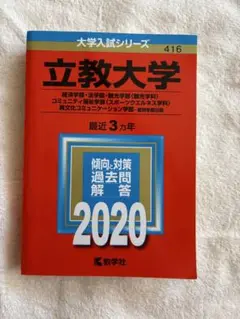 大学入試シリーズ
416
立教大学
経済学部・法学部・観光学部〈観光学科〉
コミュニティ福祉学部〈スポーツウエルネス学科〉
異文化コミュニケーション学部-個別学部日程
最近3カ年
傾向と対策
過去問
解答
2020
教学社